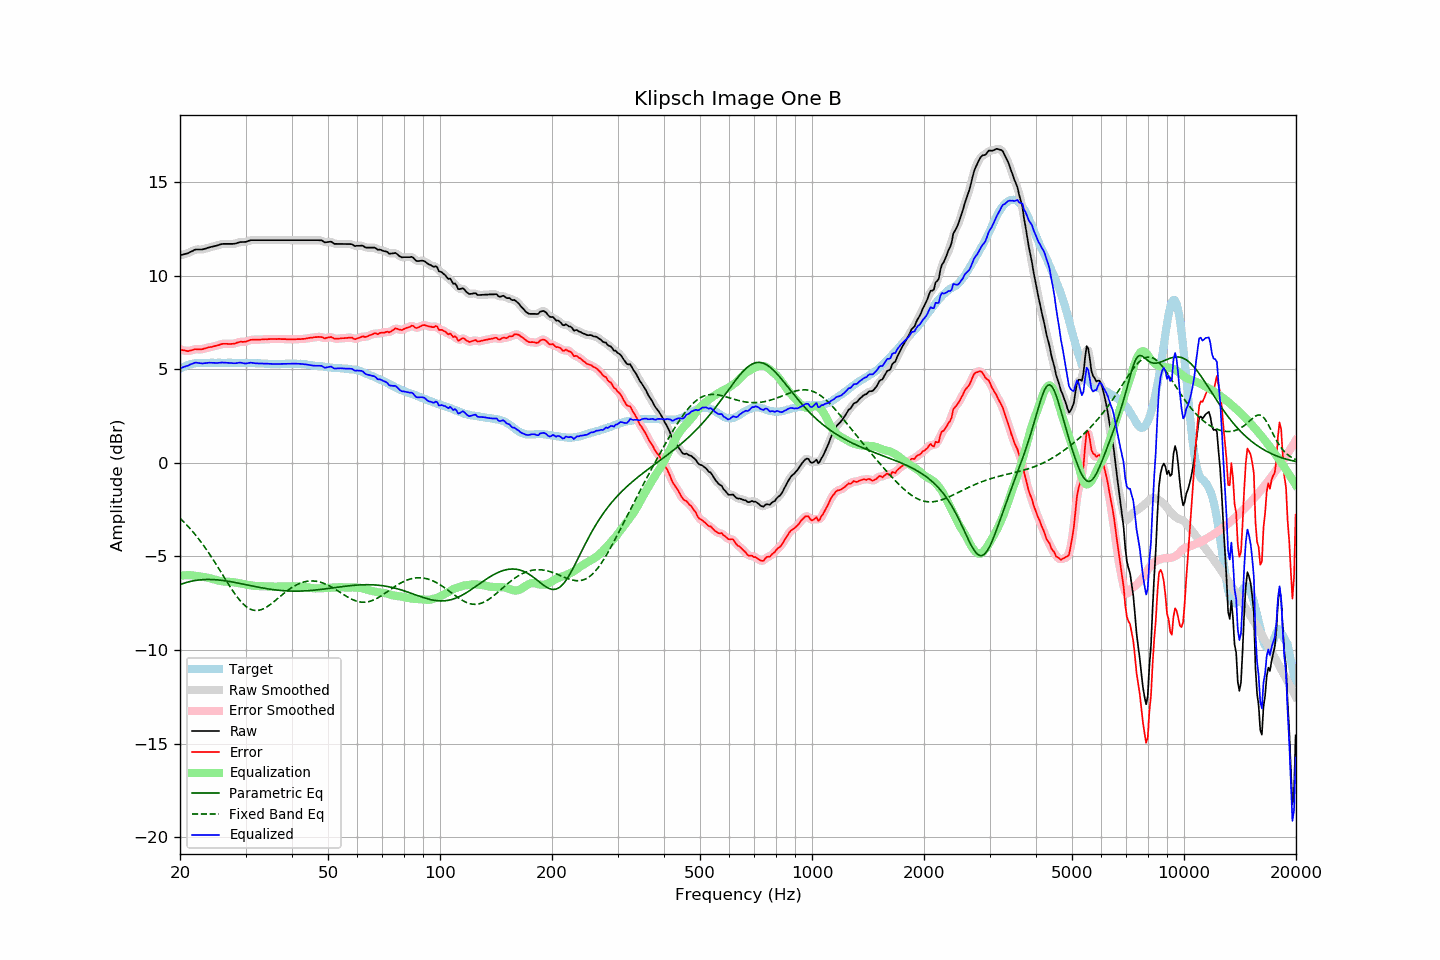 Klipsch Image One B
Amplitude (dBr)
15
10
5
0
−5
−10
−15
−20
Target
Raw Smoothed
Error Smoothed
Raw
Error
Equalization
Parametric Eq
Fixed Band Eq
Equalized
20 50 100 200 500 1000 2000 5000 10000 20000
Frequency (Hz)